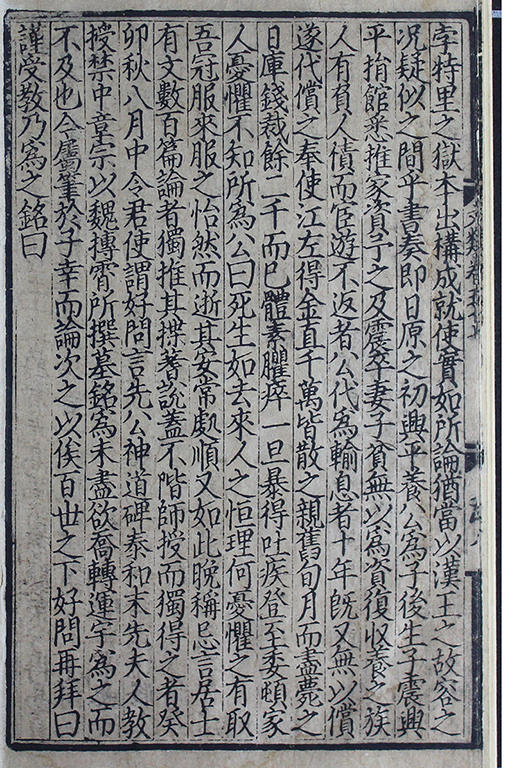 孛特里之獄本出構成就使實如所論猶當以漢王之故容之
况疑似之間乎書奏即日原之初興平養公為子後生子震興
平捐館悉推家資予之及震卒妻子貧無以為資復收養之族
人有負人債而宦遊不返者公代為輸息者十年既又無以償
遂代償之奉使江左得金直千萬皆散之親舊旬月而盡薨之
日庫錢裁餘二千而已體素臞瘁一旦暴得吐疾登至委頓家
人憂懼不知所為公曰死生如去來人之恒理何憂懼之有取
吾冠服來服之怡然而逝其安常處順又如此晚稱忘言居士
有文數百篇論者獨推其揲蓍說蓋不階師授而獨得之者癸
卯秋八月中令君使謂好問言先公神道碑泰和末先夫人教
授禁中章宗以魏摶霄所撰墓銘為未盡欲喬轉運宇為之而
不及也今屬筆於子幸而論次之以俟百世之下好問再拜曰
謹受教乃為之銘曰